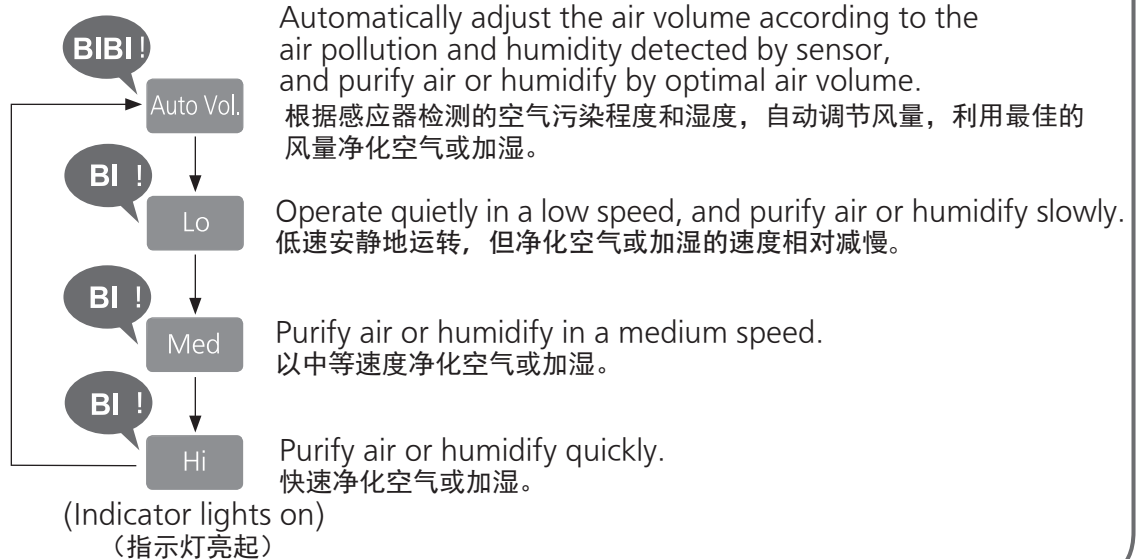 BIBI!
Automatically adjust the air volume according to the
air pollution and humidity detected by sensor,
and purify air or humidify by optimal air volume.
Auto Vol.
根据感应器检测的空气污染程度和湿度，自动调节风量，利用最佳的
风量净化空气或加湿。
BI !
Lo
Operate quietly in a low speed, and purify air or humidify slowly.
低速安静地运转，但净化空气或加湿的速度相对减慢。
BI !
Med
Purify air or humidify in a medium speed.
以中等速度净化空气或加湿。
BI !
Hi
Purify air or humidify quickly.
快速净化空气或加湿。
(Indicator lights on)
（指示灯亮起）